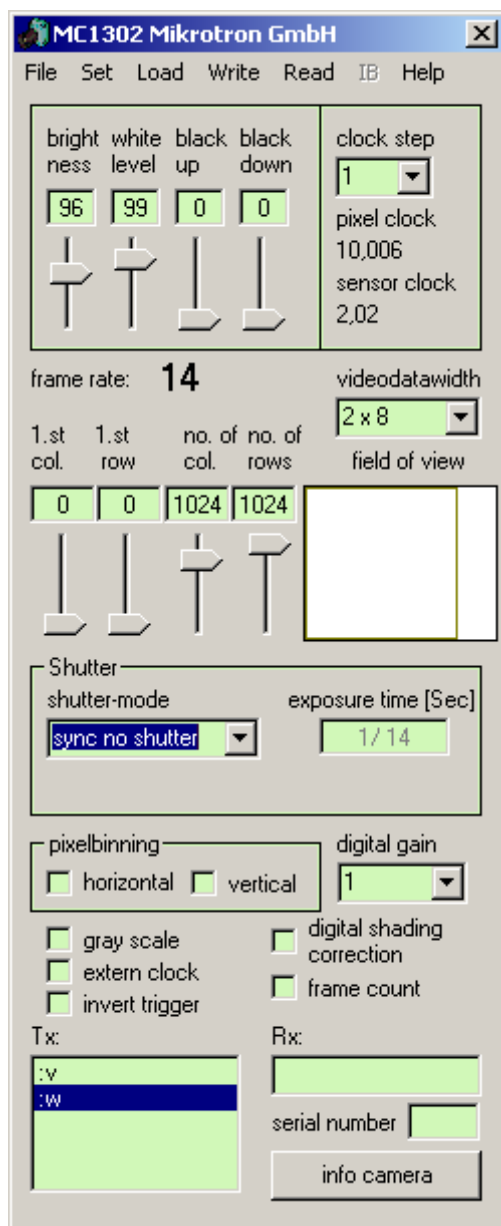 MC1302 Mikrotron GmbH
File Set Load Write Read IB Help
bright white black black
ness level up down
96 99 0 0
clock step
1
pixel clock
10,006
sensor clock
2,02
frame rate: 14
videodatawidth
2 x 8
1.st 1.st no. of no. of
col. row col. rows
0 0 1024 1024
field of view
Shutter
shutter-mode
sync no shutter
exposure time [Sec]
1/ 14
pixelbinning
horizontal vertical
digital gain
1
gray scale
extern clock
invert trigger
digital shading
correction
frame count
Tx:
:v
:w
Rx:
serial number
info camera